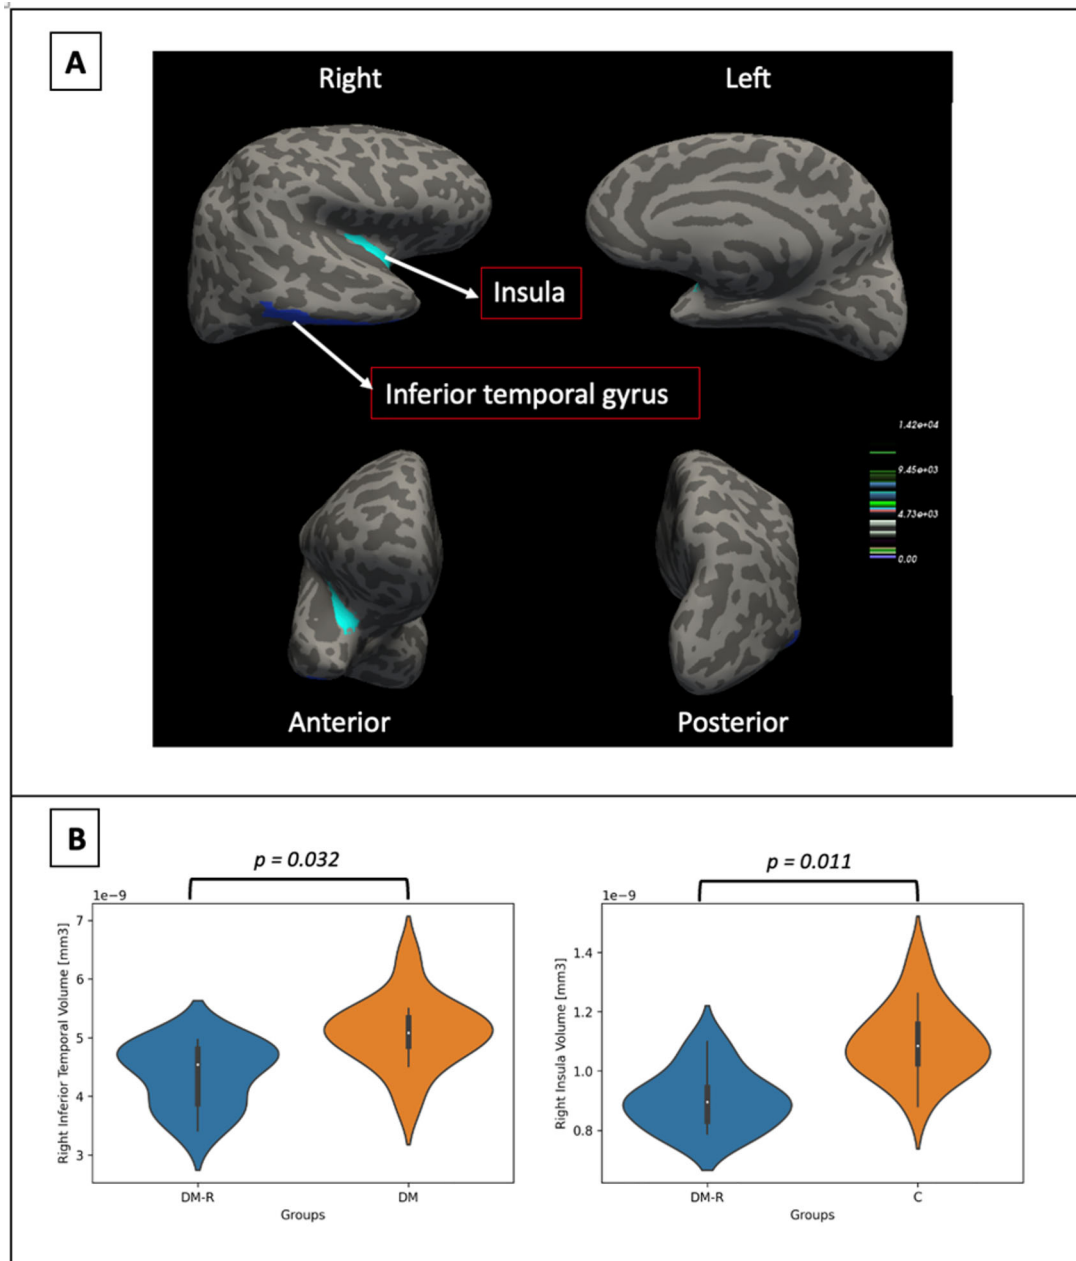 A
Right
Left
Insula
Inferior temporal gyrus
1.42e+04
9.45e+03
4.73e+03
0.00
Anterior
Posterior
B
p = 0.032
1e−9
Right Inferior Temporal Volume [mm3]
7
6
5
4
3
DM-R
DM
Groups
p = 0.011
1e−9
Right Insula Volume [mm3]
1.4
1.2
1.0
0.8
DM-R
C
Groups